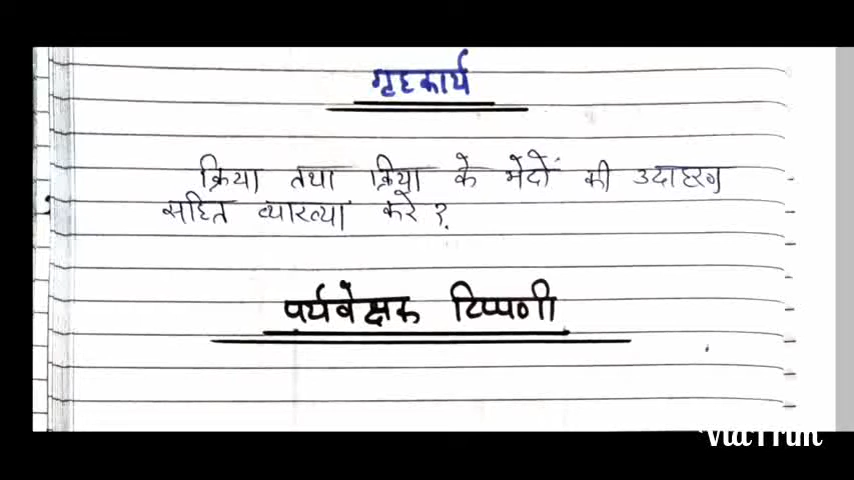 गृहकार्य
क्रिया तथा क्रिया के भेदों की उदाहरण
सहित व्याख्या करे ?
पर्यवेक्षक टिप्पणी